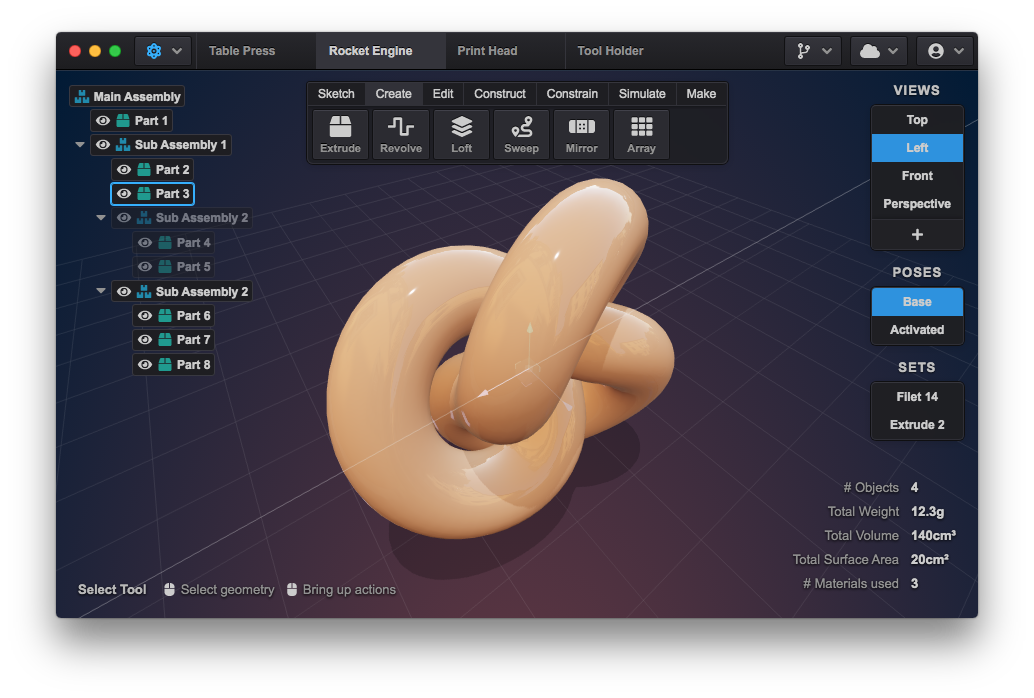 Table Press
Rocket Engine
Print Head
Tool Holder
Main Assembly
Part 1
Sub Assembly 1
Part 2
Part 3
Sub Assembly 2
Part 4
Part 5
Sub Assembly 2
Part 6
Part 7
Part 8
Sketch Create Edit Construct Constrain Simulate Make
Extrude Revolve Loft Sweep Mirror Array
VIEWS
Top
Left
Front
Perspective
+
POSES
Base
Activated
SETS
Filet 14
Extrude 2
# Objects 4
Total Weight 12.3g
Total Volume 140cm³
Total Surface Area 20cm²
# Materials used 3
Select Tool Select geometry Bring up actions